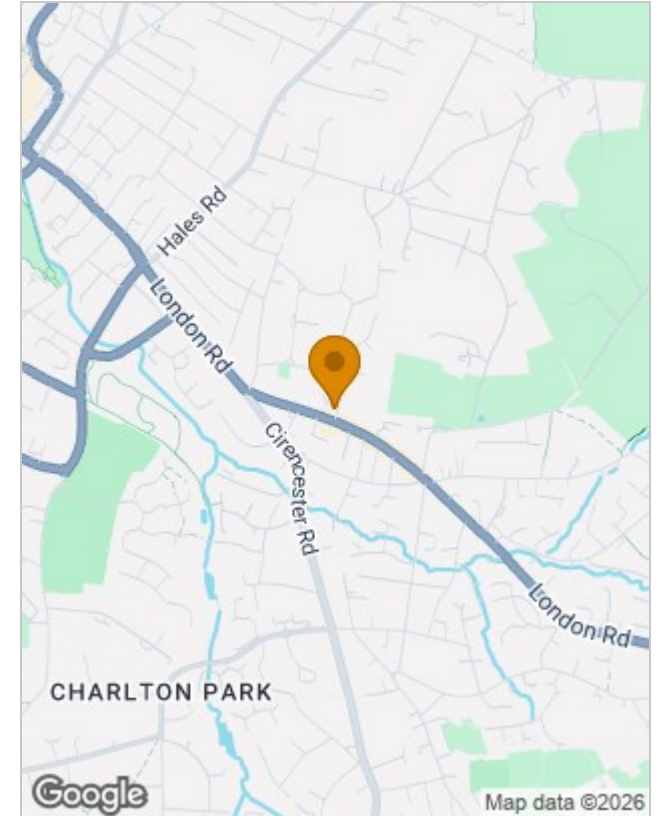 Hales Rd
London Rd
Cirencester Rd
London Rd
CHARLTON PARK
Google
Map data ©2026